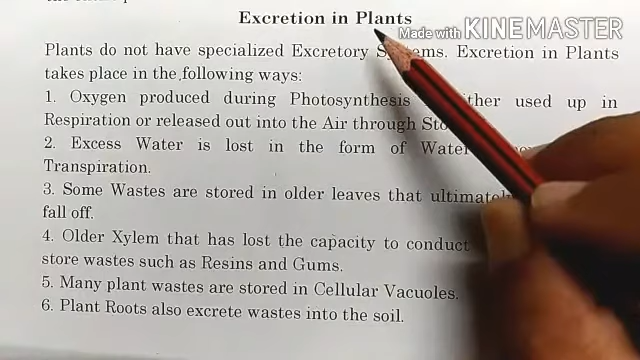 Excretion in Plants
Made with KINEMASTER
Plants do not have specialized Excretory Systems. Excretion in Plants
takes place in the following ways:
1. Oxygen produced during Photosynthesis either used up in
Respiration or released out into the Air through
2. Excess Water is lost in the form of Water
Transpiration.
3. Some Wastes are stored in older leaves that ultimately
fall off.
4. Older Xylem that has lost the capacity to conduct
store wastes such as Resins and Gums.
5. Many plant wastes are stored in Cellular Vacuoles.
6. Plant Roots also excrete wastes into the soil.